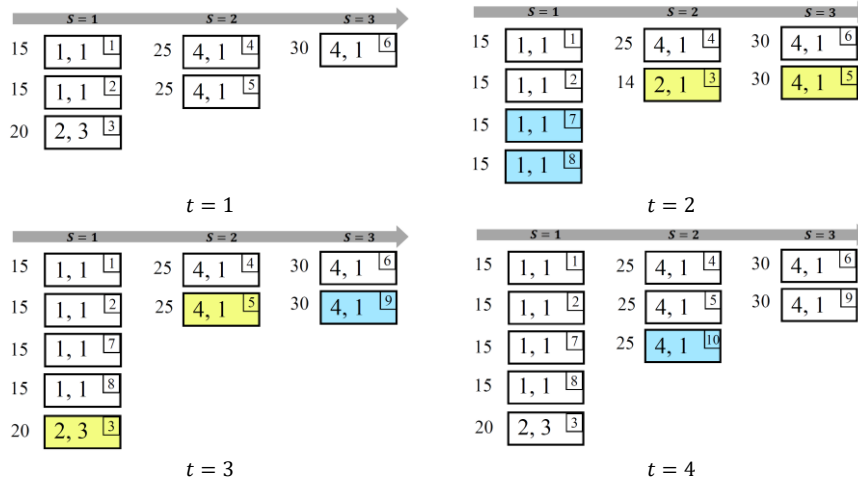 S = 1 S = 2 S = 3
15 1, 1 1 25 4, 1 4 30 4, 1 6
15 1, 1 2 25 4, 1 5
20 2, 3 3
t = 1
S = 1 S = 2 S = 3
15 1, 1 1 25 4, 1 4 30 4, 1 6
15 1, 1 2 14 2, 1 3 30 4, 1 5
15 1, 1 7
15 1, 1 8
t = 2
S = 1 S = 2 S = 3
15 1, 1 1 25 4, 1 4 30 4, 1 6
15 1, 1 2 25 4, 1 5 30 4, 1 9
15 1, 1 7
15 1, 1 8
20 2, 3 3
t = 3
S = 1 S = 2 S = 3
15 1, 1 1 25 4, 1 4 30 4, 1 6
15 1, 1 2 25 4, 1 5 30 4, 1 9
15 1, 1 7 25 4, 1 10
15 1, 1 8
20 2, 3 3
t = 4